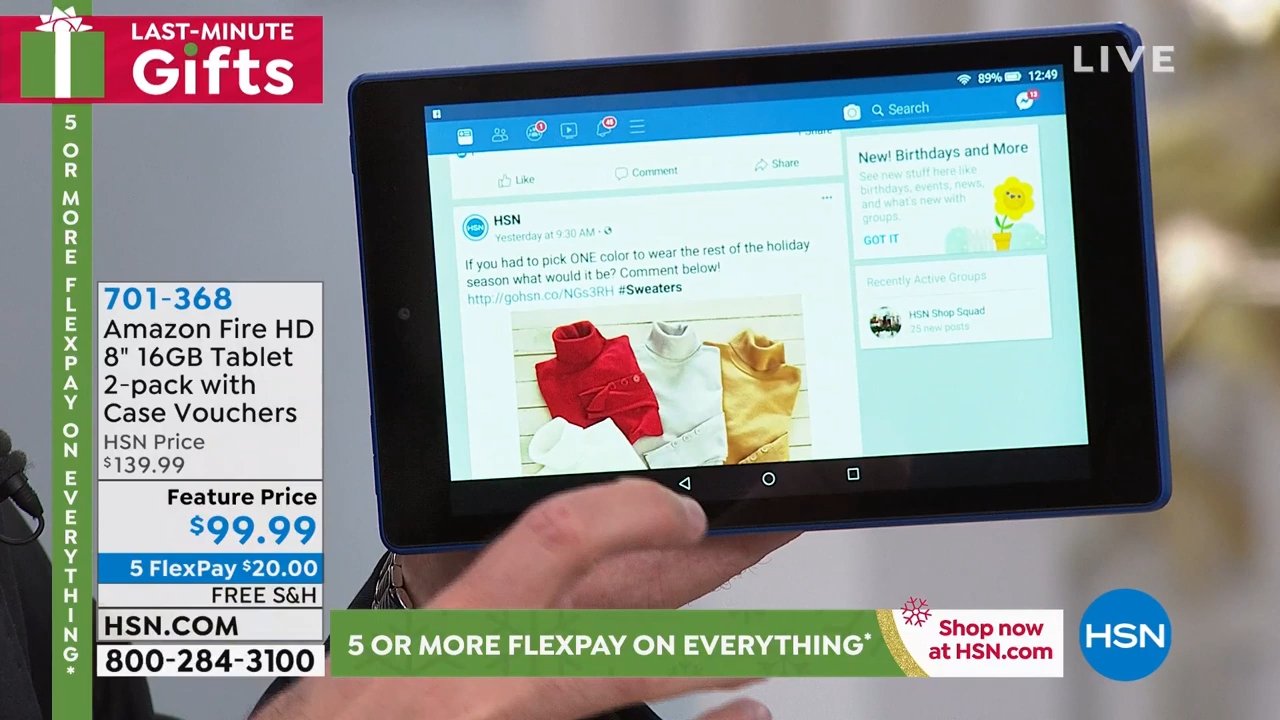 LAST-MINUTE
Gifts
5 OR MORE FLEXPAY ON EVERYTHING*
LIVE
701-368
Amazon Fire HD
8" 16GB Tablet
2-pack with
Case Vouchers
HSN Price
$139.99
Feature Price
$99.99
5 FlexPay $20.00
FREE S&H
HSN.COM
800-284-3100
89% 12:49
1
46
Search
13
Share
Like
Comment
Share
HSN
HSN
Yesterday at 9:30 AM
If you had to pick ONE color to wear the rest of the holiday
season what would it be? Comment below!
http://gohsn.co/NGs3RH #Sweaters
New! Birthdays and More
See new stuff here like
birthdays, events, news,
and what's new with
groups.
GOT IT
Recently Active Groups
HSN Shop Squad
25 new posts
5 OR MORE FLEXPAY ON EVERYTHING*
Shop now
at HSN.com
HSN